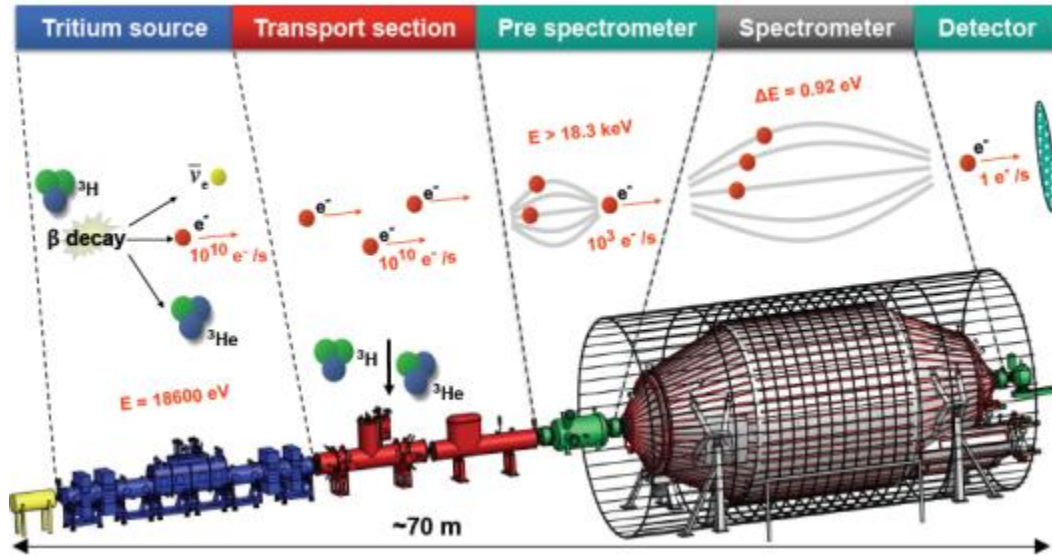 Tritium source
Transport section
Pre spectrometer
Spectrometer
Detector
ΔE = 0.92 eV
E > 18.3 keV
³H
ν̅ₑ
β decay
e⁻
10¹⁰ e⁻/s
³He
e⁻
e⁻
e⁻
10¹⁰ e⁻/s
e⁻
10³ e⁻/s
e⁻
1 e⁻/s
³H
³He
E = 18600 eV
~70 m